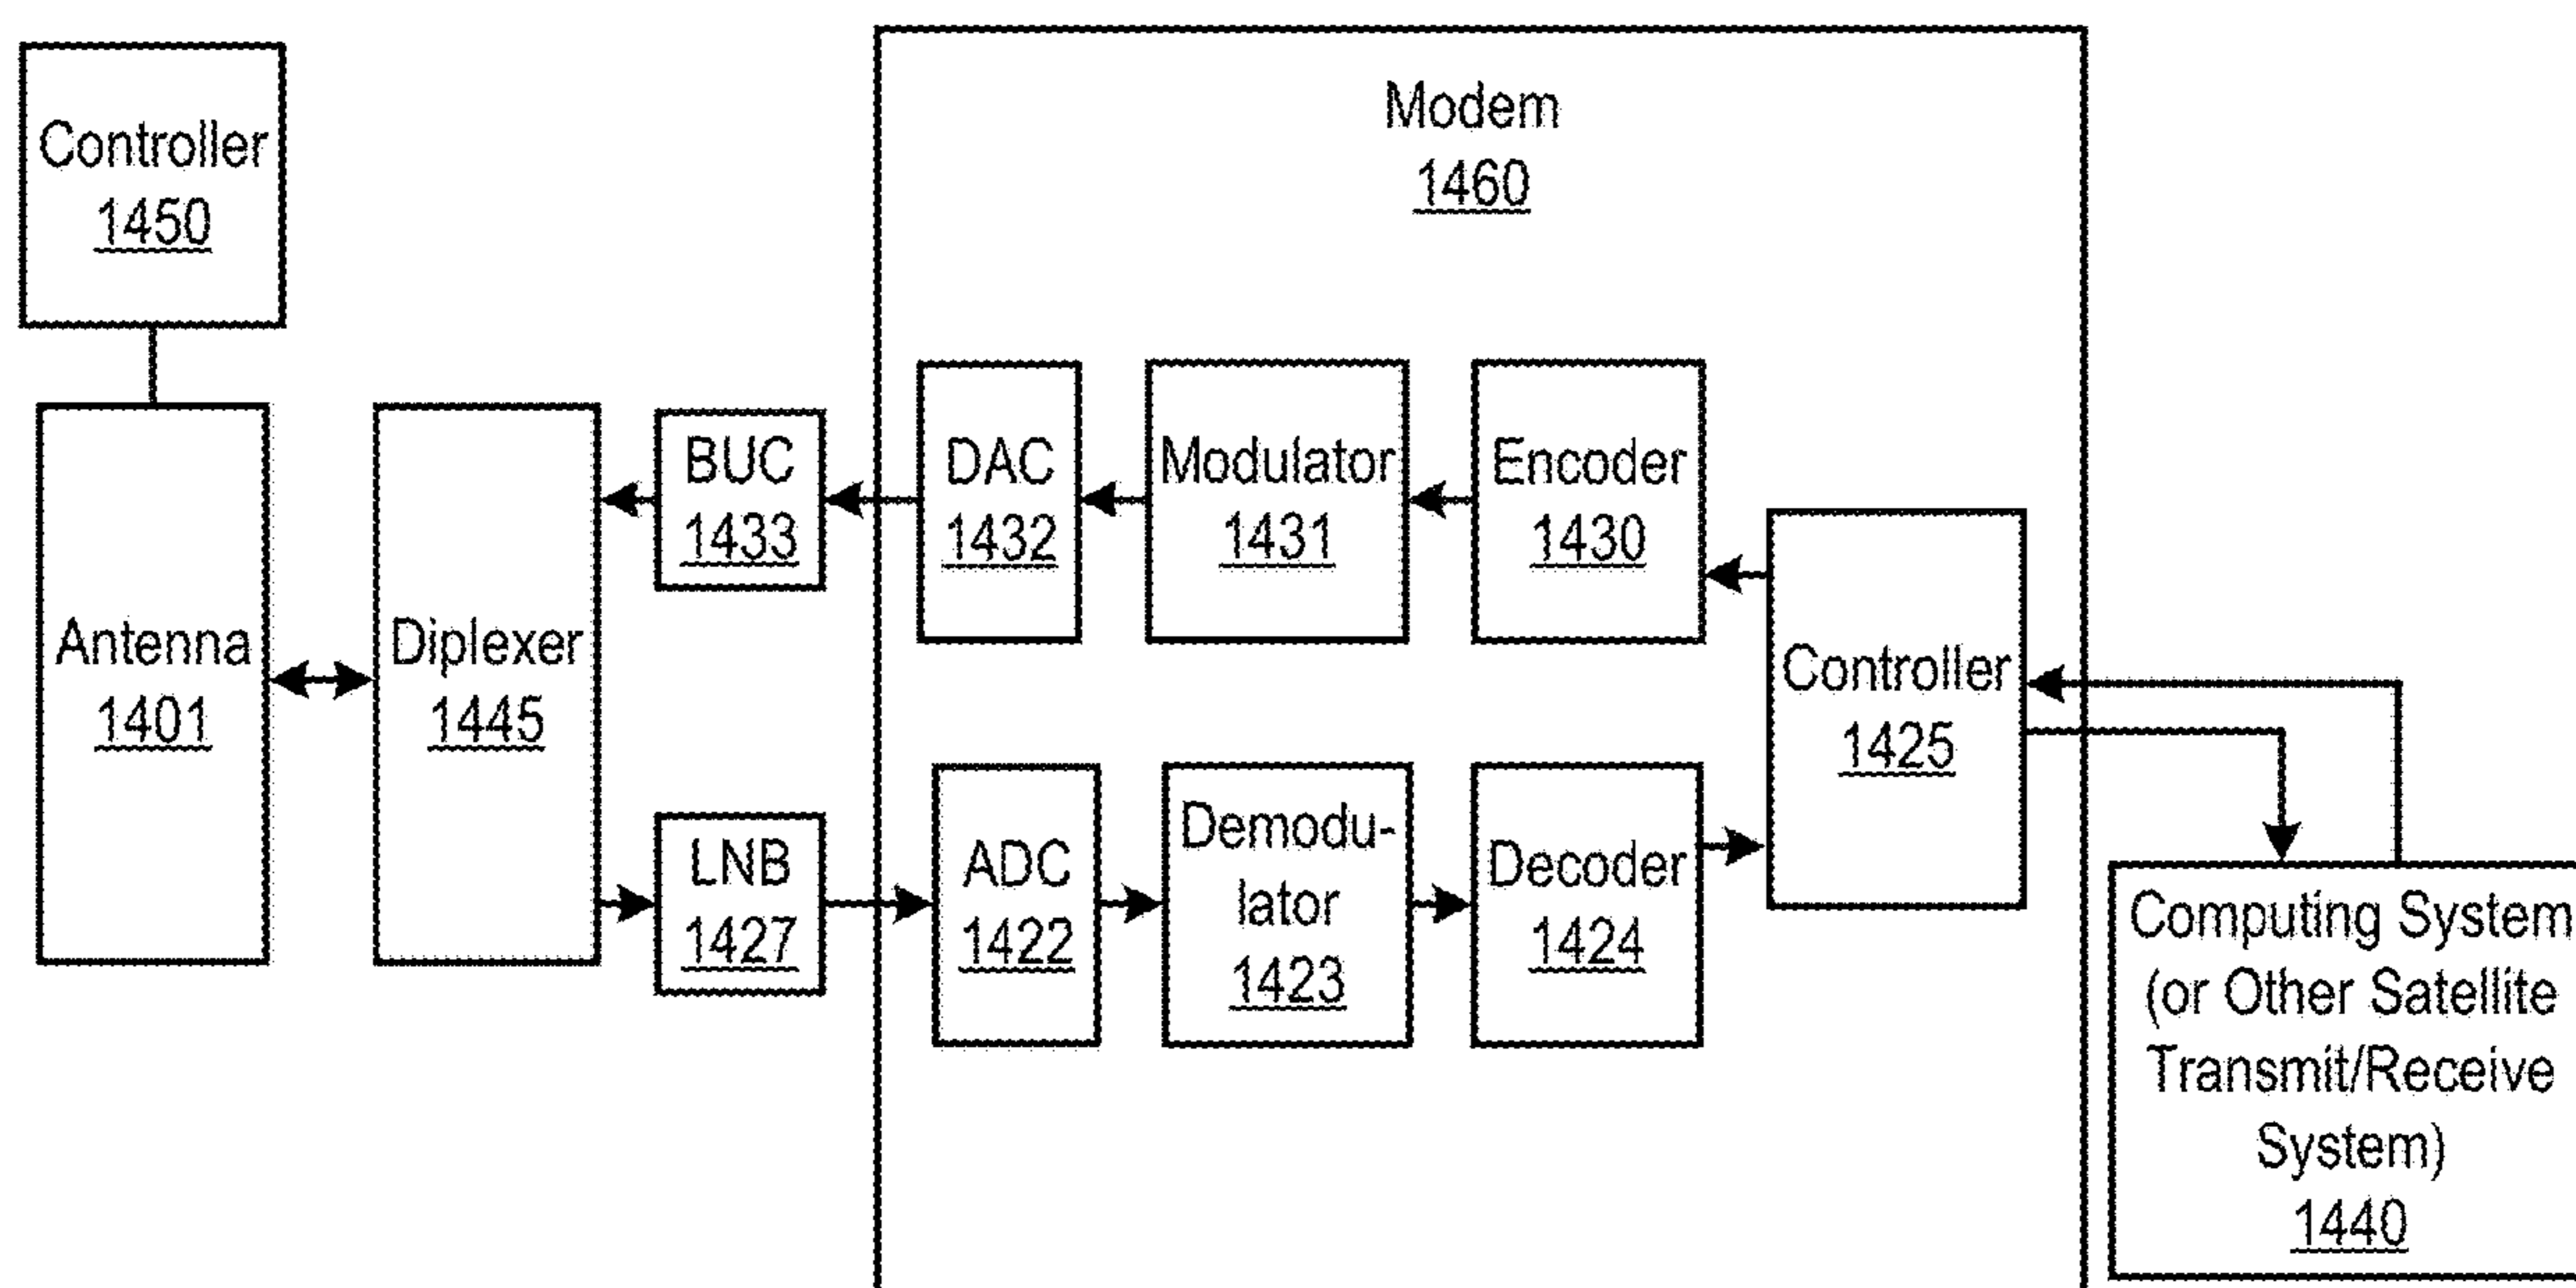 Controller
1450
Modem
1460
Antenna
1401
Diplexer
1445
BUC
1433
DAC
1432
Modulator
1431
Encoder
1430
Controller
1425
LNB
1427
ADC
1422
Demodu-
lator
1423
Decoder
1424
Computing System
(or Other Satellite
Transmit/Receive
System)
1440